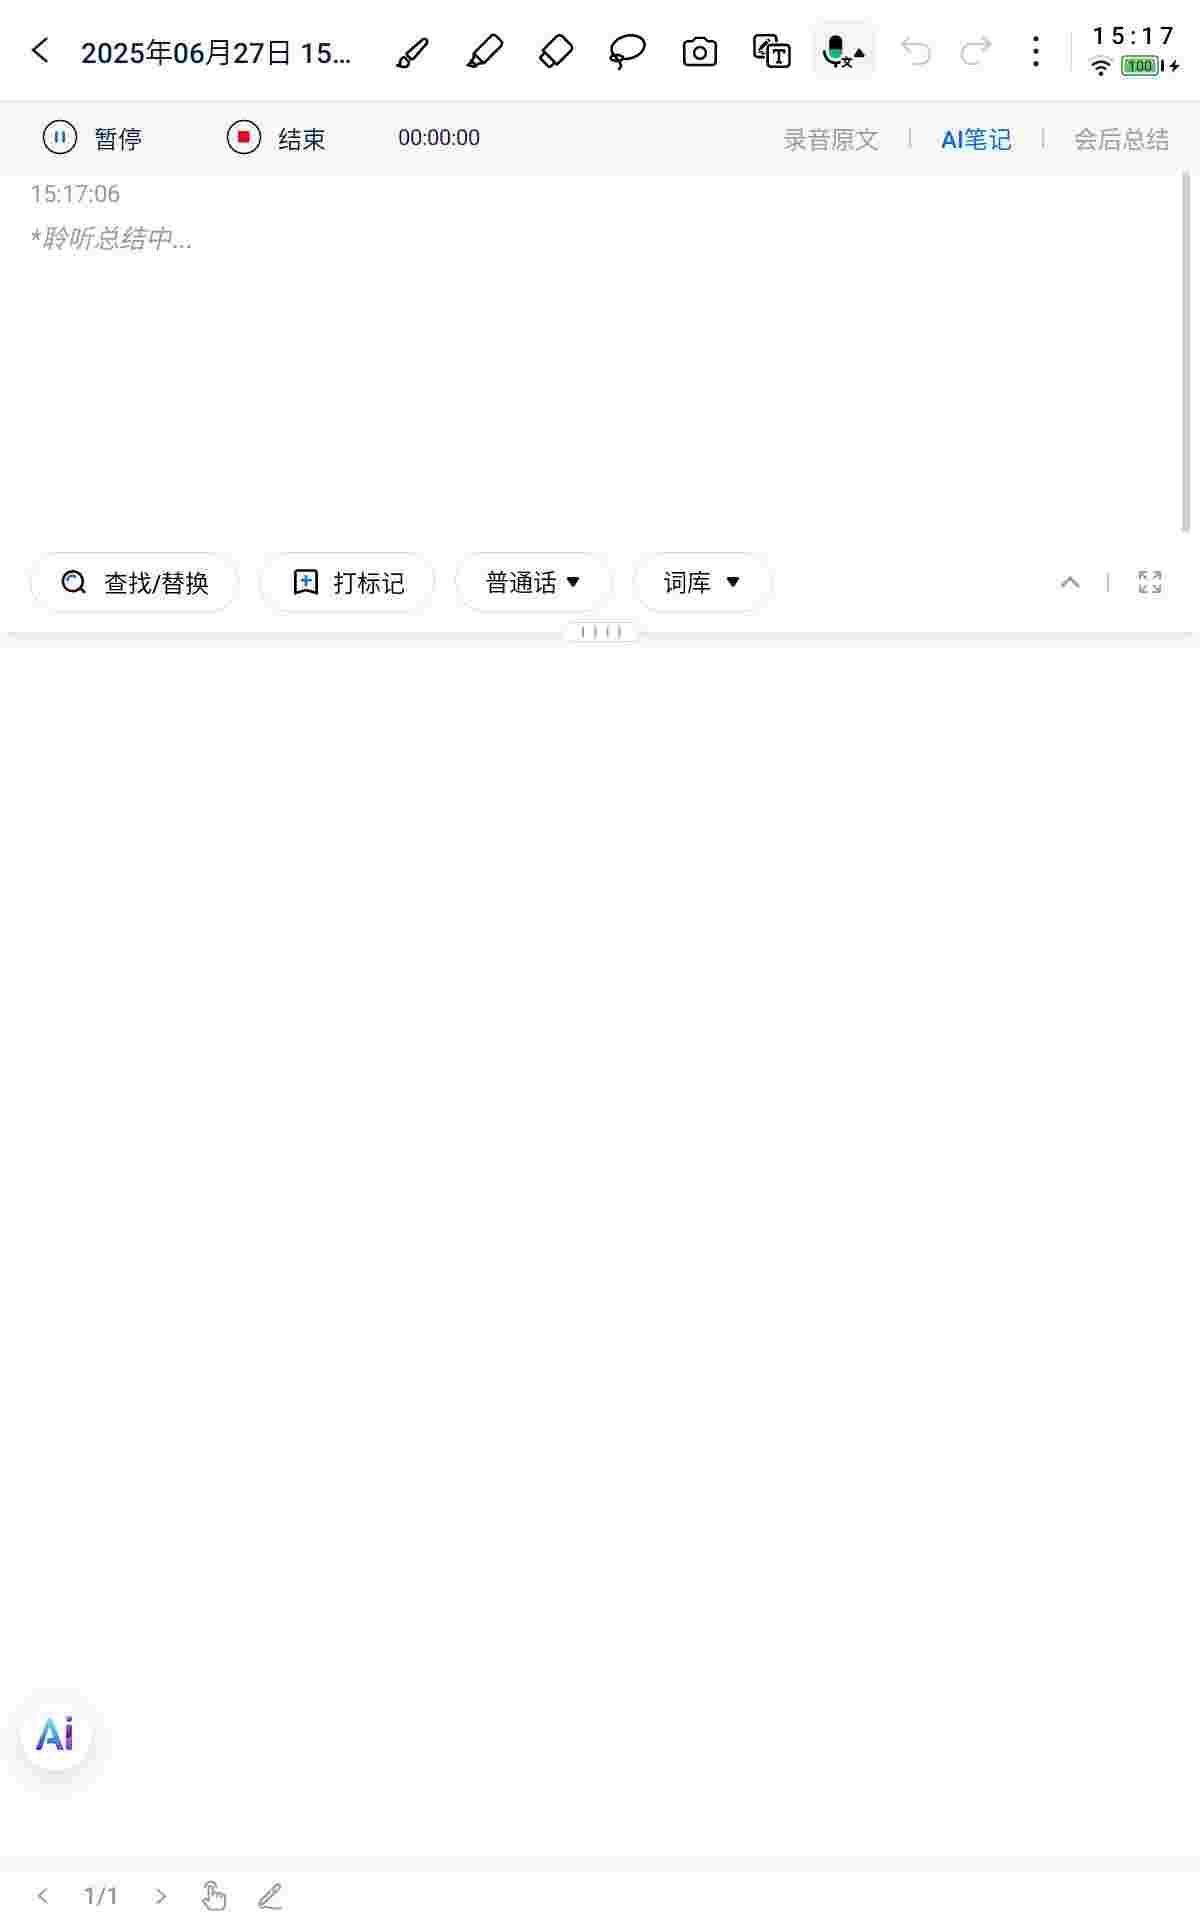 2025年06月27日 15...
15:17
100
暂停
结束
00:00:00
录音原文
AI笔记
会后总结
15:17:06
*聆听总结中...
查找/替换
打标记
普通话
词库
Ai
1/1